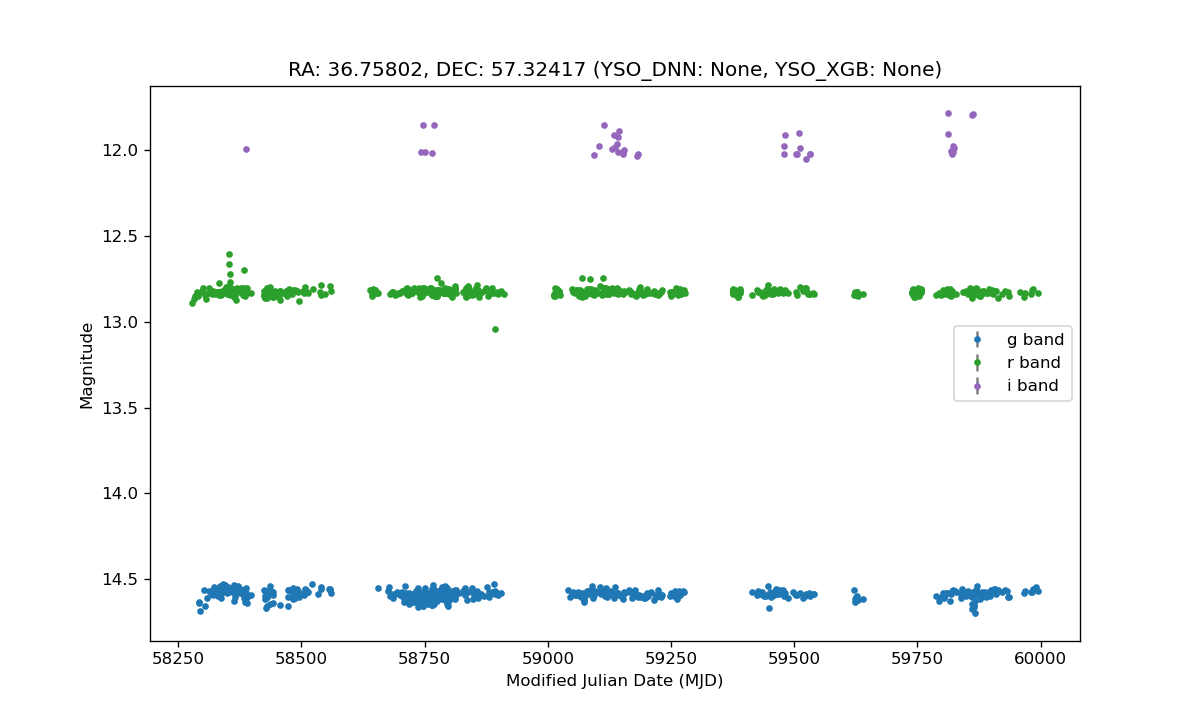 RA: 36.75802, DEC: 57.32417 (YSO_DNN: None, YSO_XGB: None)
Magnitude
12.0
12.5
13.0
13.5
14.0
14.5
g band
r band
i band
58250 58500 58750 59000 59250 59500 59750 60000
Modified Julian Date (MJD)